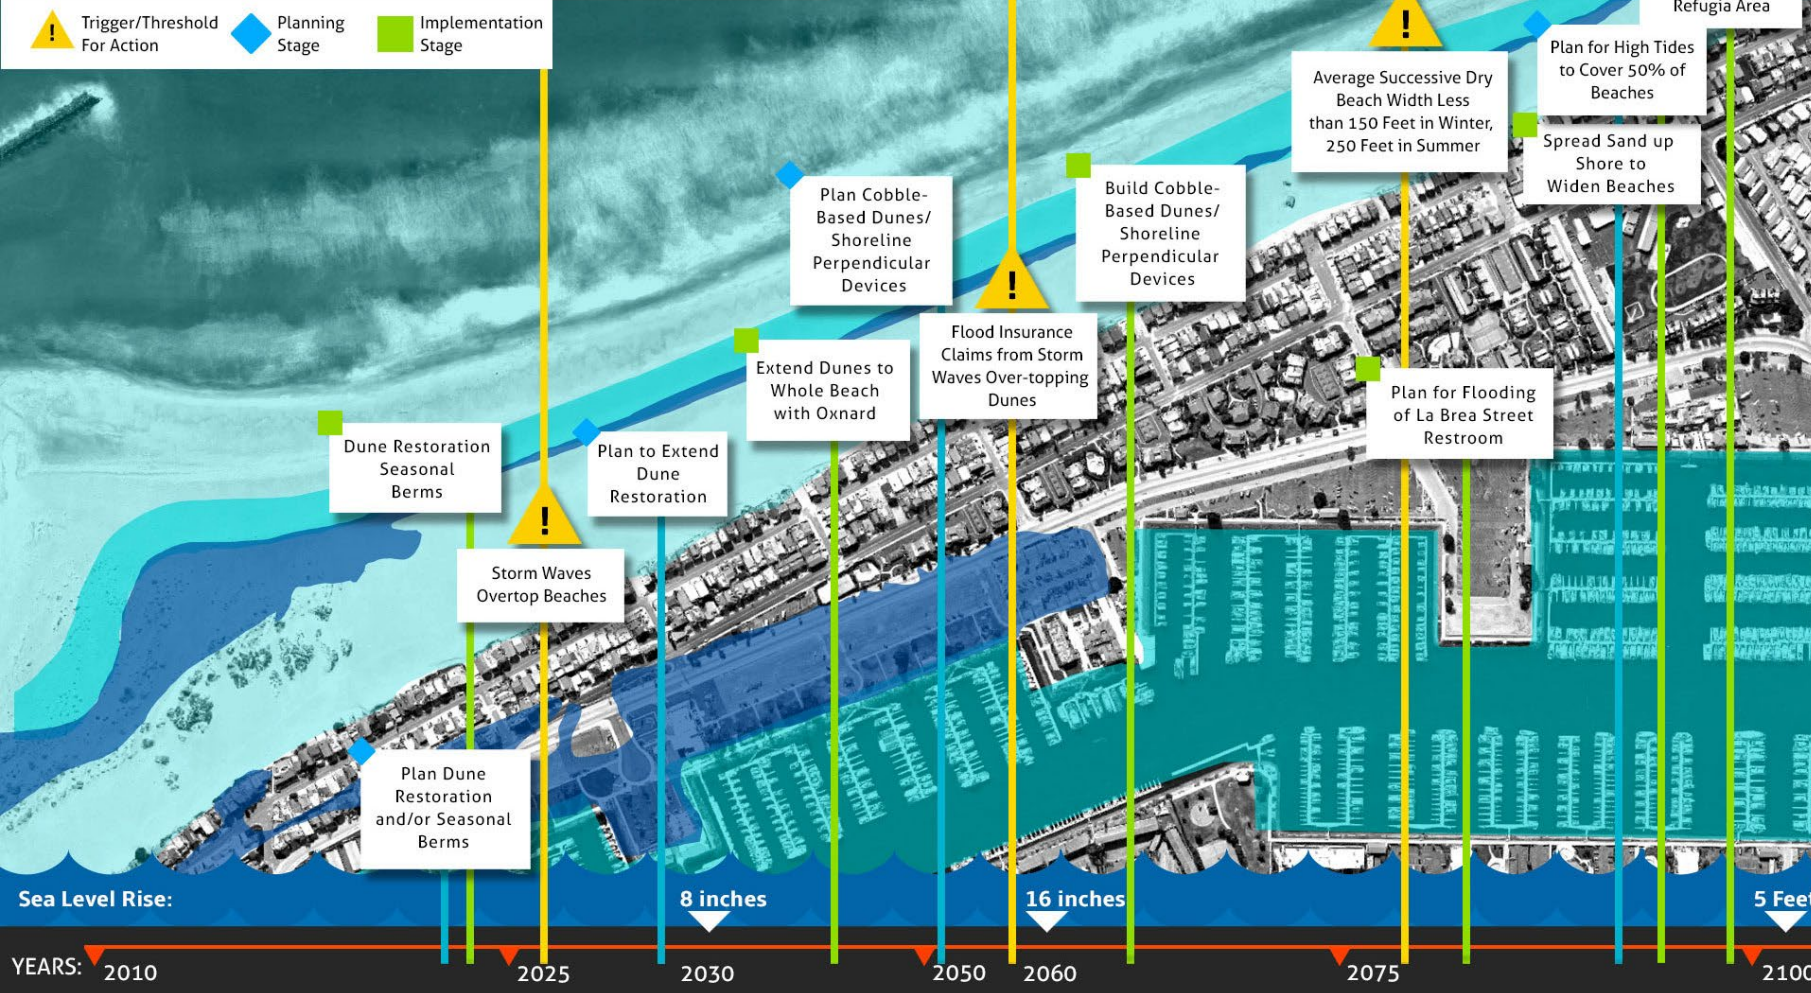 Trigger/Threshold
For Action
Planning
Stage
Implementation
Stage
Refugia Area
Plan for High Tides
to Cover 50% of
Beaches
Average Successive Dry
Beach Width Less
than 150 Feet in Winter,
250 Feet in Summer
Spread Sand up
Shore to
Widen Beaches
Plan Cobble-
Based Dunes/
Shoreline
Perpendicular
Devices
Build Cobble-
Based Dunes/
Shoreline
Perpendicular
Devices
Flood Insurance
Claims from Storm
Waves Over-topping
Dunes
Extend Dunes to
Whole Beach
with Oxnard
Plan for Flooding
of La Brea Street
Restroom
Dune Restoration
Seasonal
Berms
Plan to Extend
Dune
Restoration
Storm Waves
Overtop Beaches
Plan Dune
Restoration
and/or Seasonal
Berms
Sea Level Rise: 8 inches 16 inches 5 Feet
YEARS: 2010 2025 2030 2050 2060 2075 2100